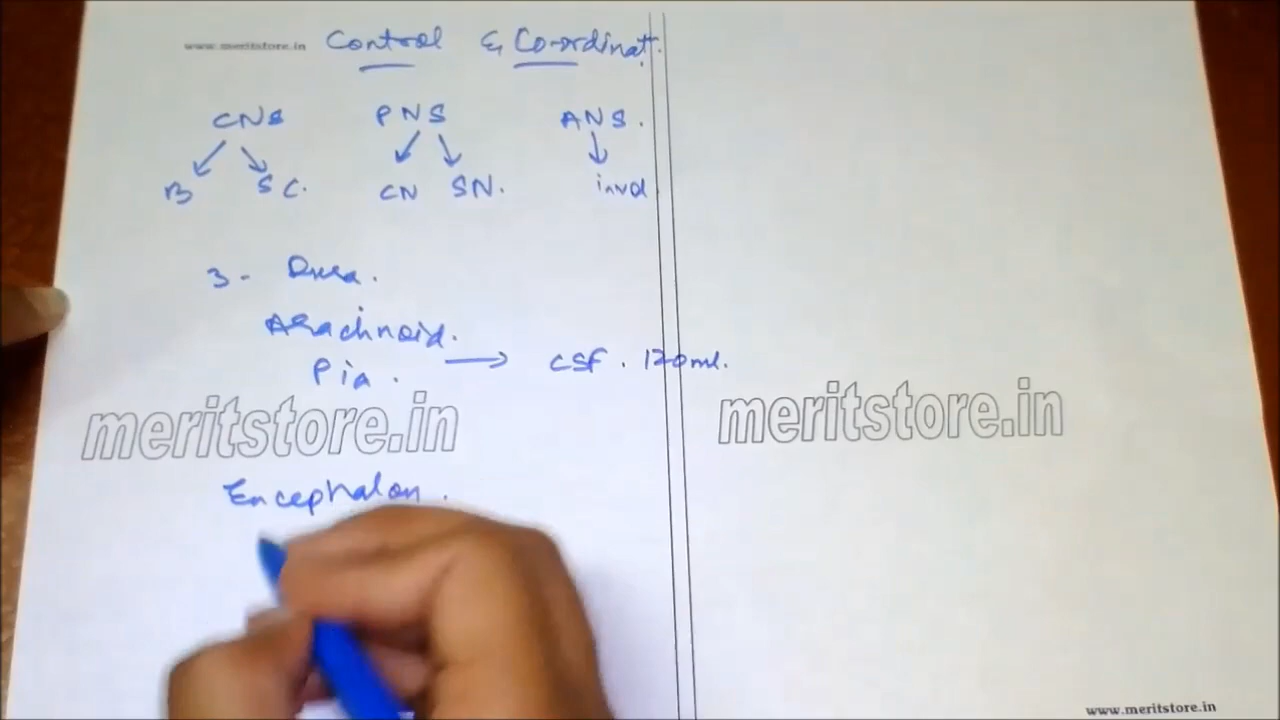 www.meritstore.in Control & Co-ordinatⁿ.
CNS PNS ANS.
B SC. CN SN. invol
3 - Dura.
Arachnoid.
Pia. → CSF. 120ml.
meritstore.in meritstore.in
Encephalon.
www.meritstore.in